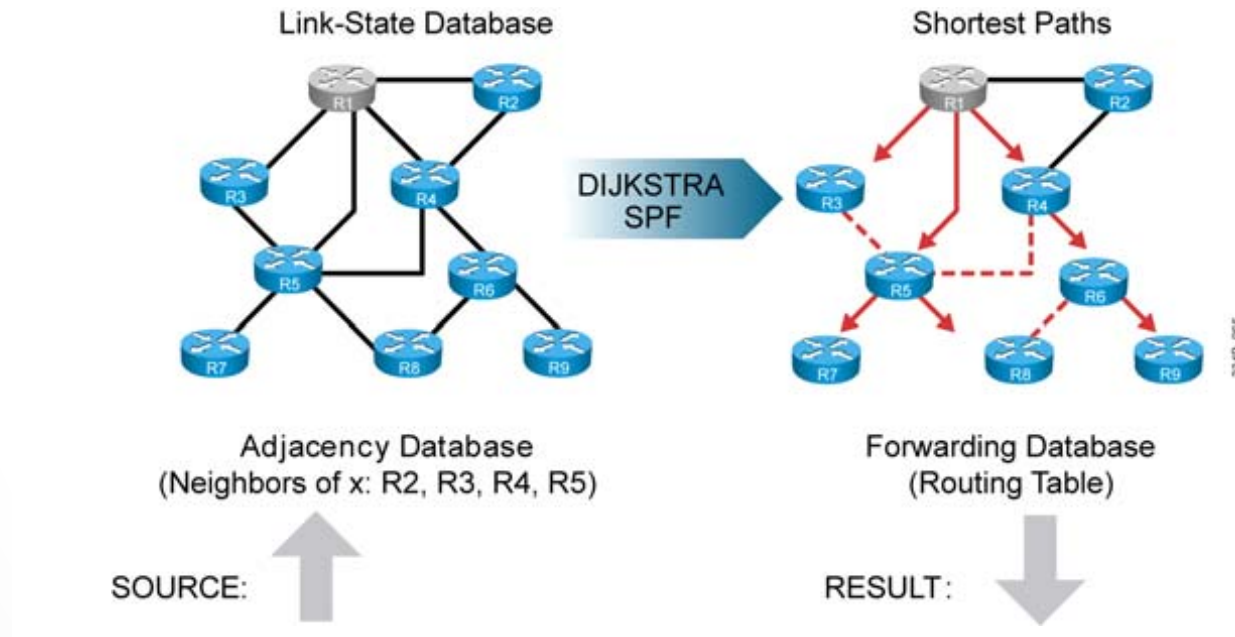 Link-State Database
Shortest Paths
R1
R2
R3
R4
R5
R6
R7
R8
R9
DIJKSTRA
SPF
R1
R2
R3
R4
R5
R6
R7
R8
R9
Adjacency Database
(Neighbors of x: R2, R3, R4, R5)
Forwarding Database
(Routing Table)
SOURCE:
RESULT: